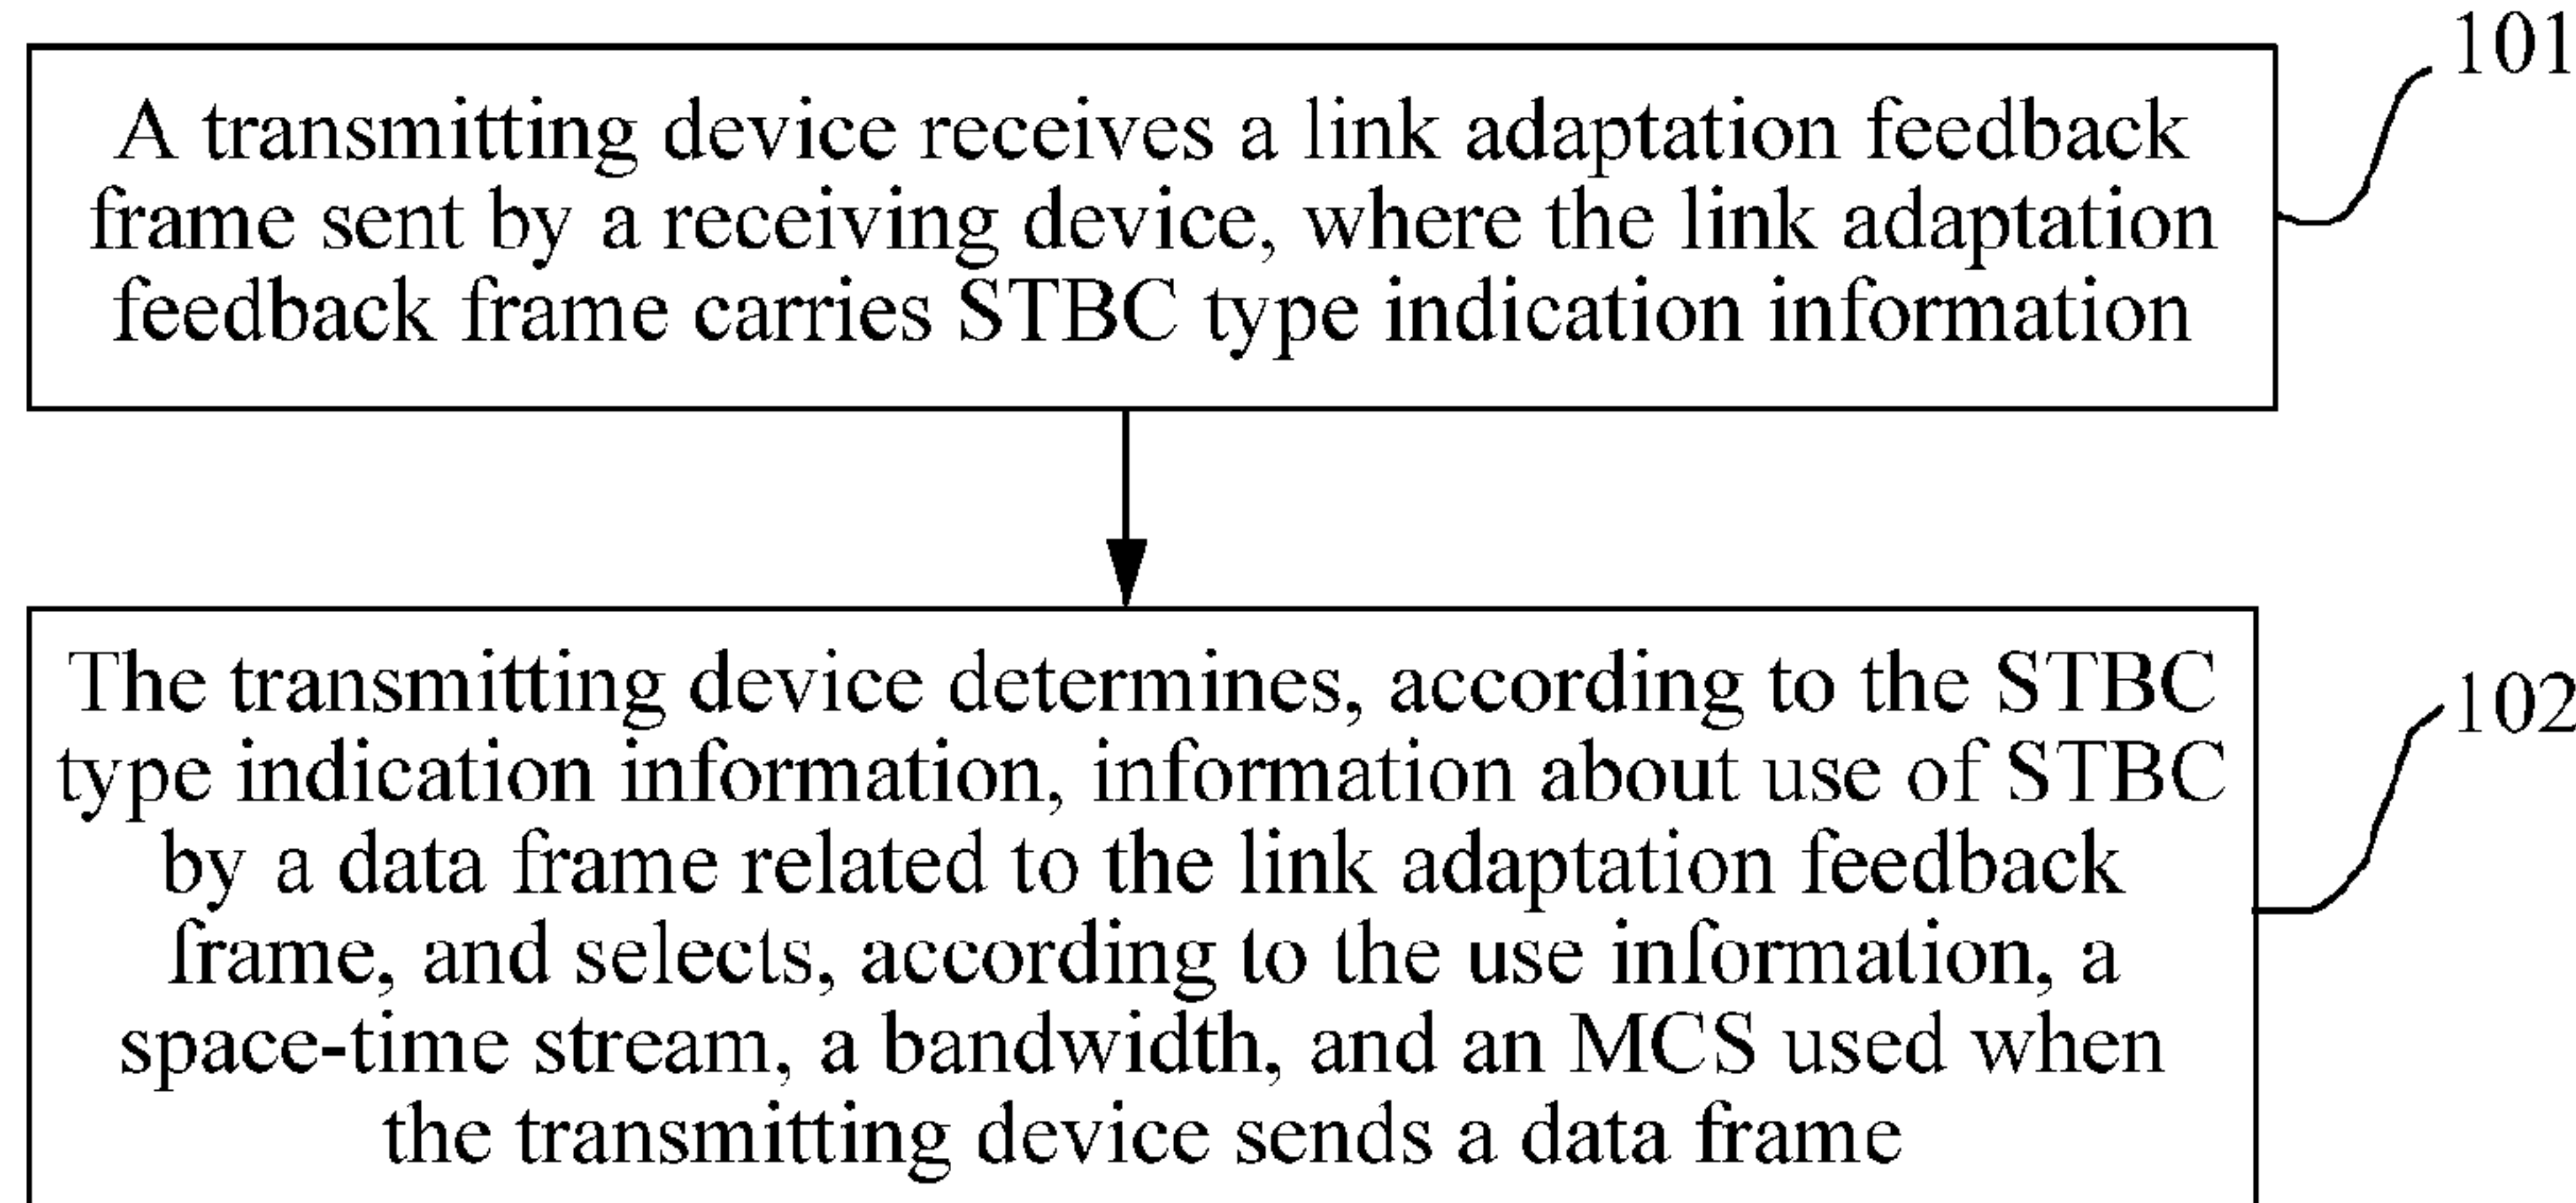 101
A transmitting device receives a link adaptation feedback
frame sent by a receiving device, where the link adaptation
feedback frame carries STBC type indication information
The transmitting device determines, according to the STBC
type indication information, information about use of STBC
by a data frame related to the link adaptation feedback
frame, and selects, according to the use information, a
space-time stream, a bandwidth, and an MCS used when
the transmitting device sends a data frame
102